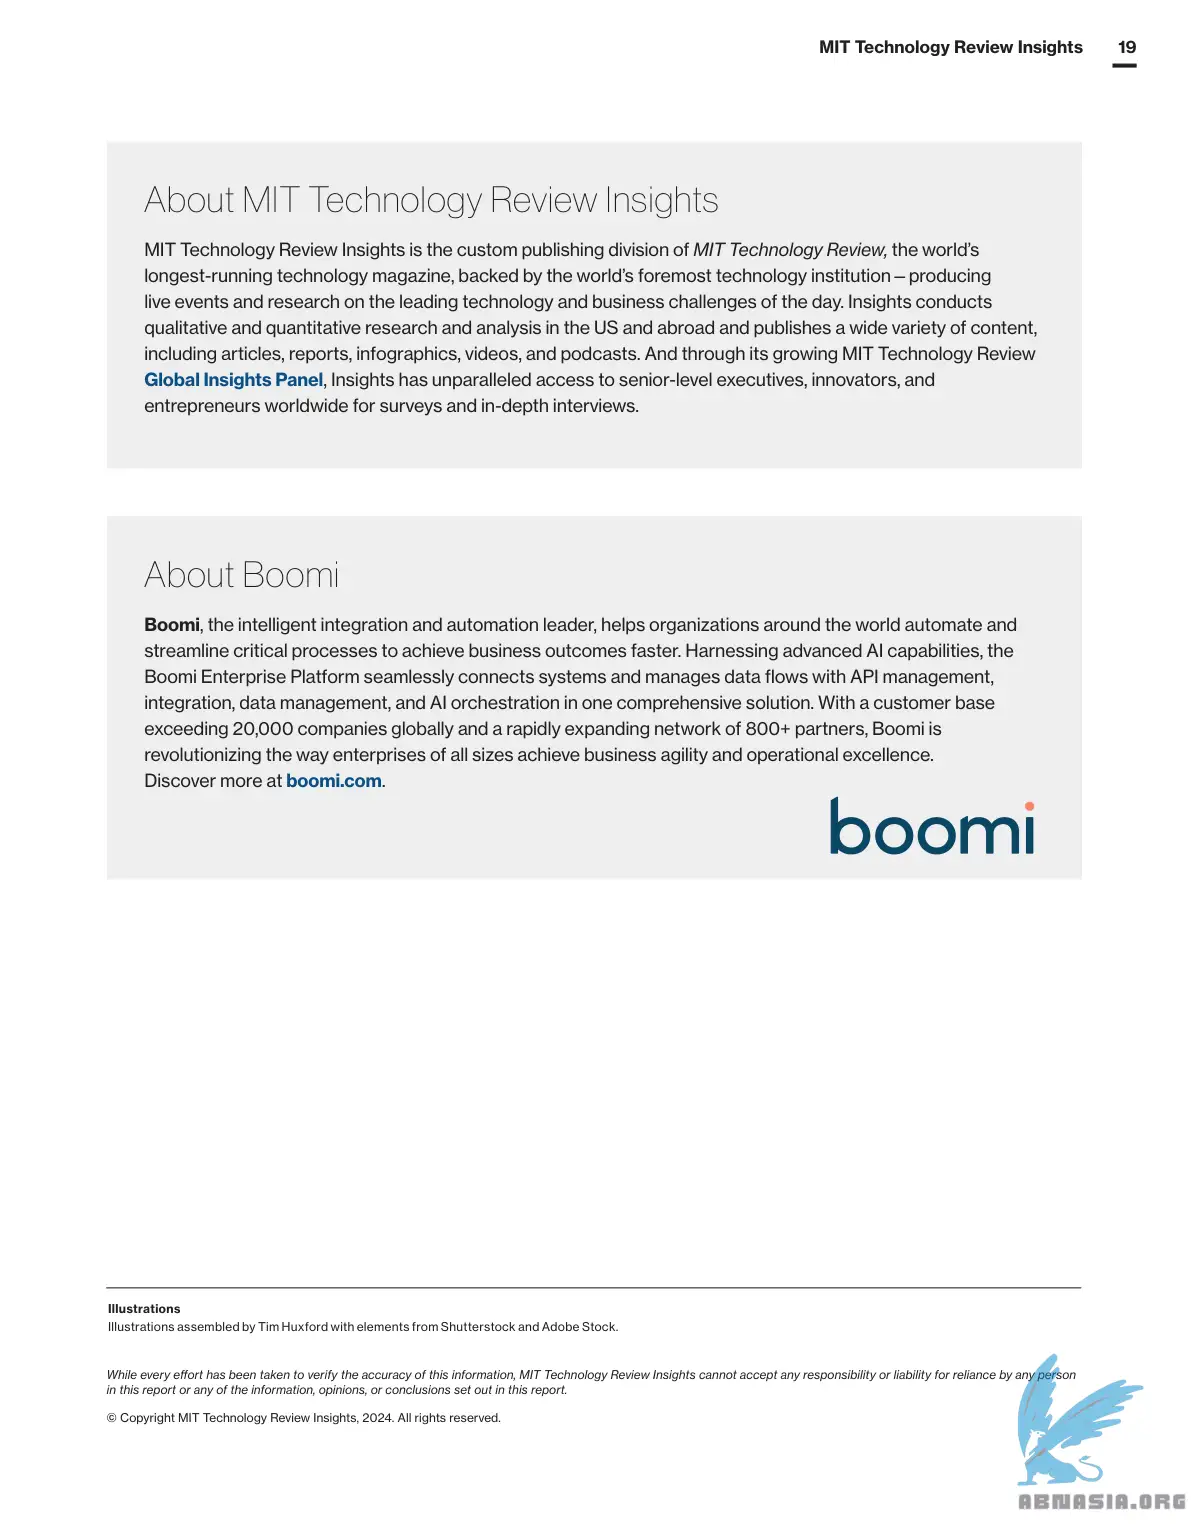 MIT Technology Review Insights 19
About MIT Technology Review Insights
MIT Technology Review Insights is the custom publishing division of MIT Technology Review, the world’s
longest-running technology magazine, backed by the world’s foremost technology institution—producing
live events and research on the leading technology and business challenges of the day. Insights conducts
qualitative and quantitative research and analysis in the US and abroad and publishes a wide variety of content,
including articles, reports, infographics, videos, and podcasts. And through its growing MIT Technology Review
Global Insights Panel, Insights has unparalleled access to senior-level executives, innovators, and
entrepreneurs worldwide for surveys and in-depth interviews.
About Boomi
Boomi, the intelligent integration and automation leader, helps organizations around the world automate and
streamline critical processes to achieve business outcomes faster. Harnessing advanced AI capabilities, the
Boomi Enterprise Platform seamlessly connects systems and manages data flows with API management,
integration, data management, and AI orchestration in one comprehensive solution. With a customer base
exceeding 20,000 companies globally and a rapidly expanding network of 800+ partners, Boomi is
revolutionizing the way enterprises of all sizes achieve business agility and operational excellence.
Discover more at boomi.com.
boomi
Illustrations
Illustrations assembled by Tim Huxford with elements from Shutterstock and Adobe Stock.
While every effort has been taken to verify the accuracy of this information, MIT Technology Review Insights cannot accept any responsibility or liability for reliance by any person
in this report or any of the information, opinions, or conclusions set out in this report.
© Copyright MIT Technology Review Insights, 2024. All rights reserved.
ABNASIA.ORG